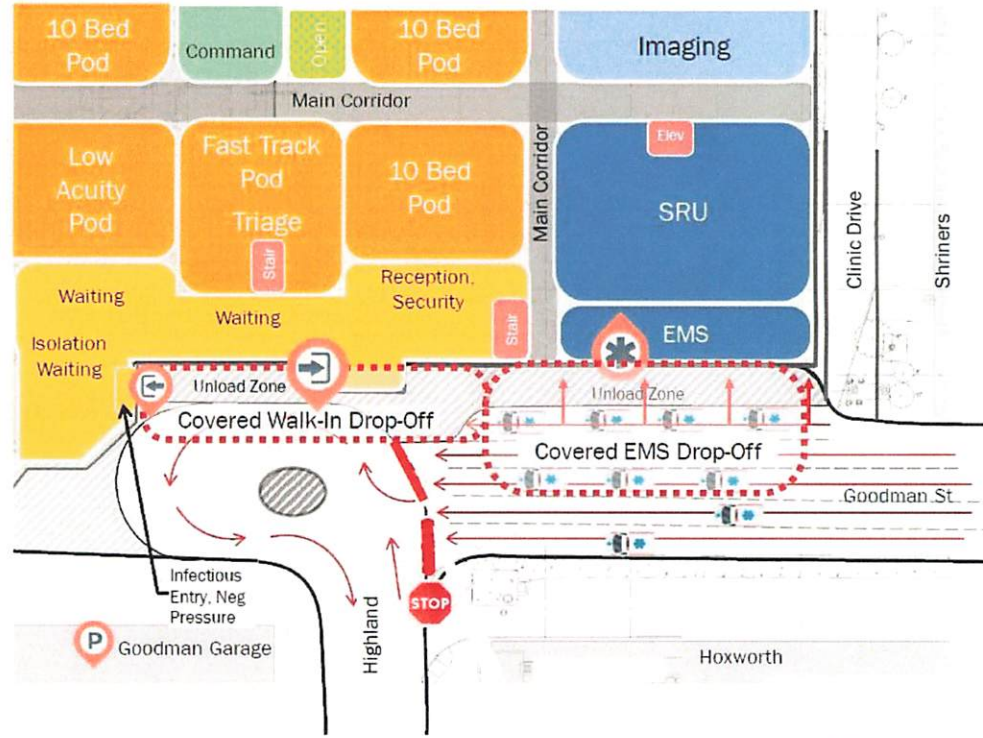 10 Bed
Pod
Command
Open
10 Bed
Pod
Imaging
Main Corridor
Low
Acuity
Pod
Fast Track
Pod
Triage
Stair
10 Bed
Pod
Main Corridor
Elev
SRU
Clinic Drive
Shriners
Waiting
Isolation
Waiting
Waiting
Reception,
Security
Stair
EMS
Unload Zone
Covered Walk-In Drop-Off
Unload Zone
Covered EMS Drop-Off
Goodman St
Infectious
Entry, Neg
Pressure
Highland
STOP
P
Goodman Garage
Hoxworth